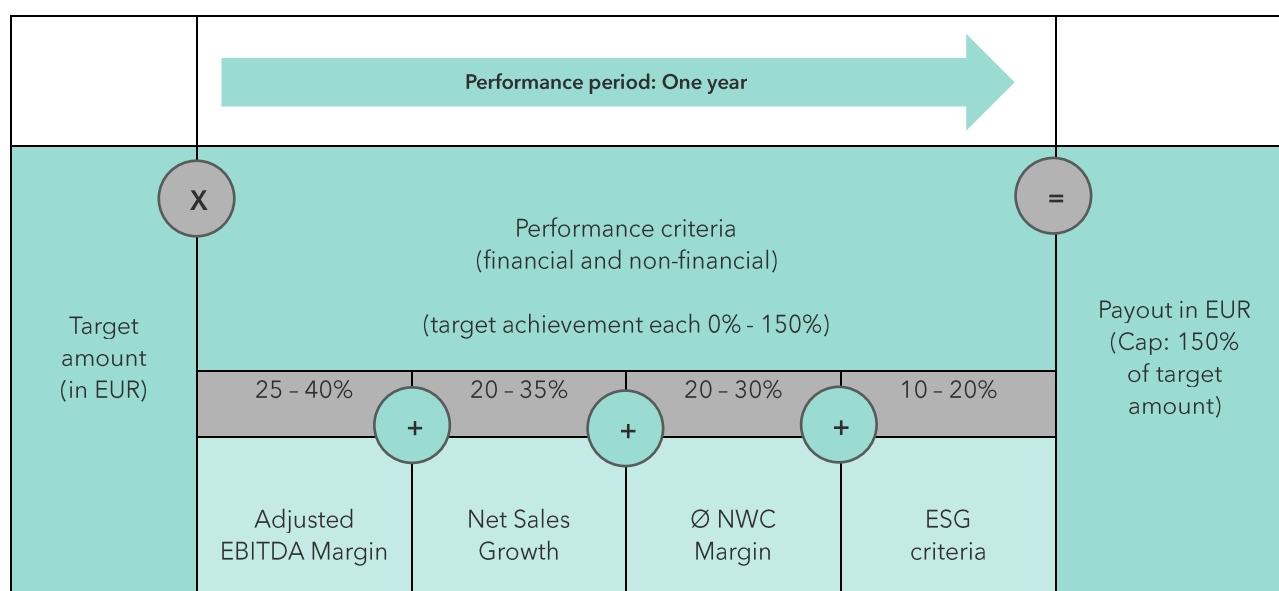 Performance period: One year
X
=
Performance criteria
(financial and non-financial)
(target achievement each 0% - 150%)
Target
amount
(in EUR)
Payout in EUR
(Cap: 150%
of target
amount)
25 – 40%
+
20 – 35%
+
20 – 30%
+
10 – 20%
Adjusted
EBITDA Margin
Net Sales
Growth
Ø NWC
Margin
ESG
criteria